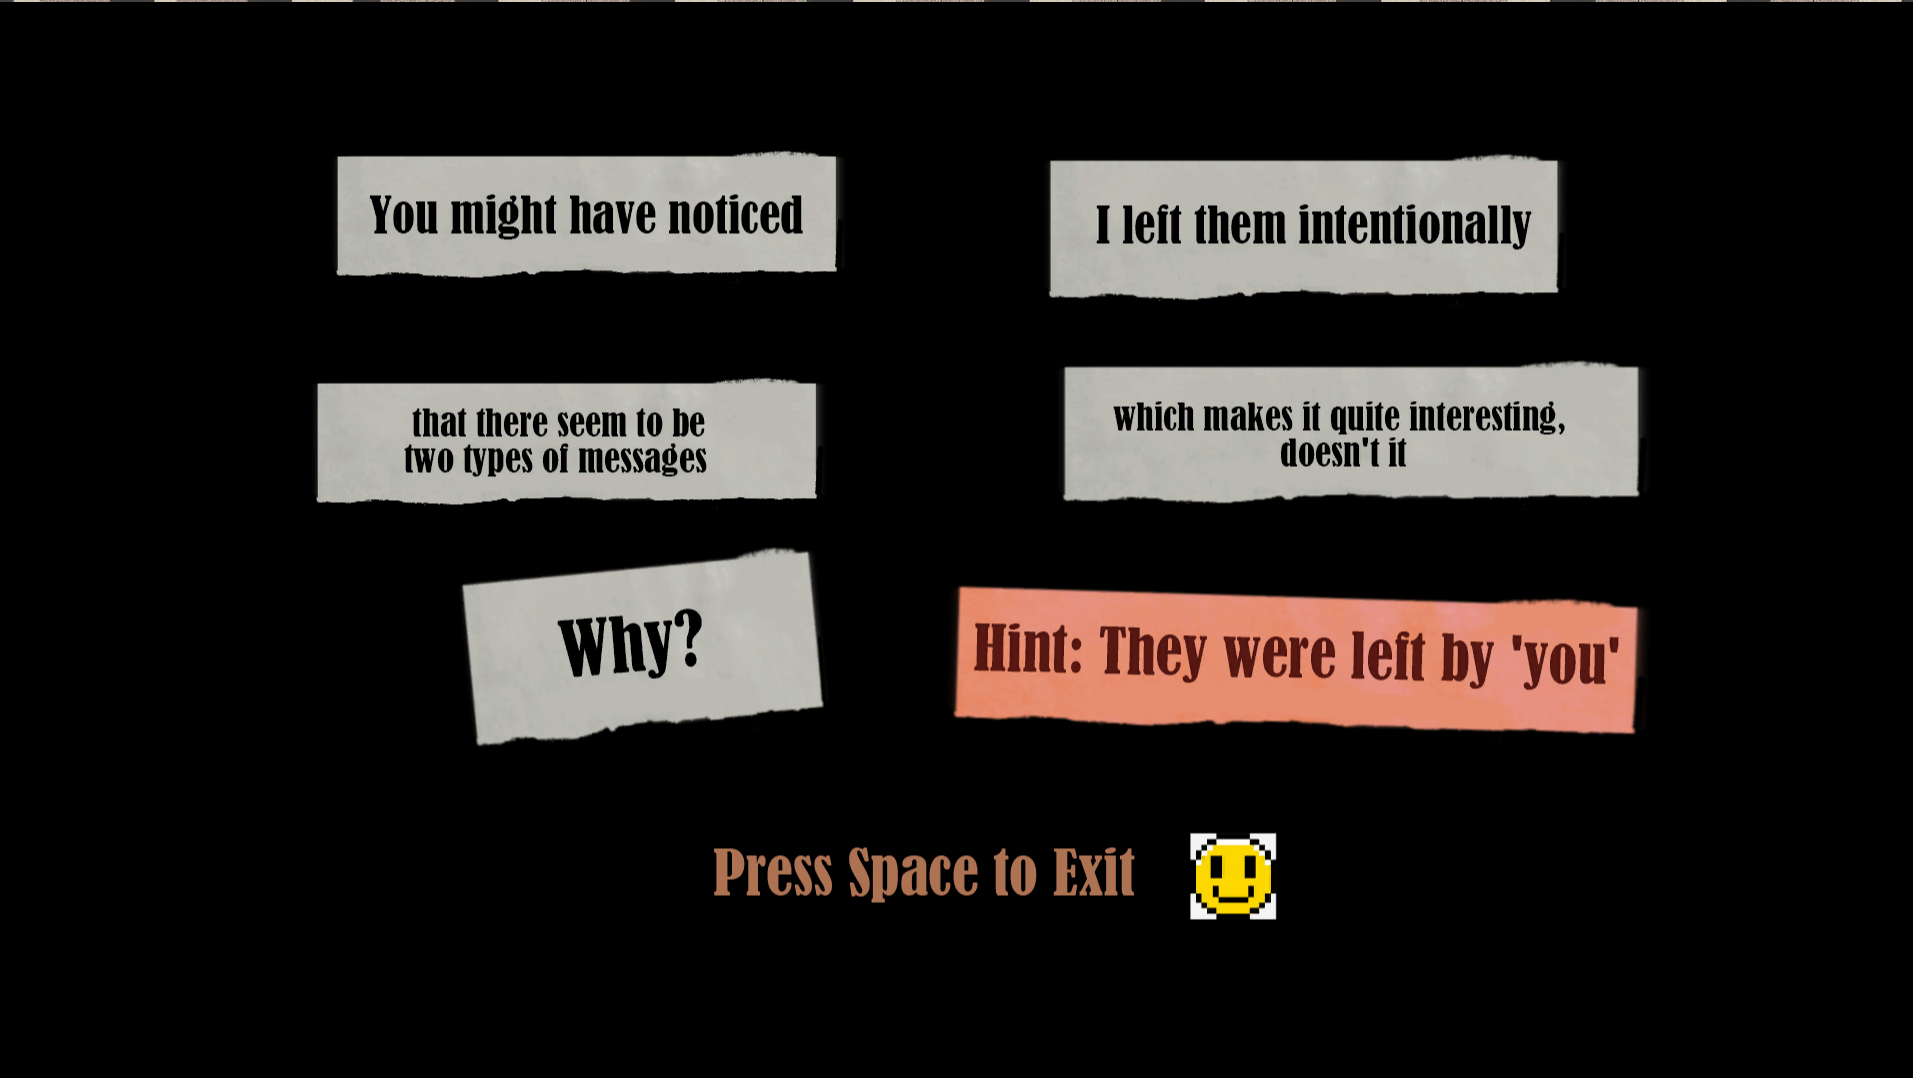 You might have noticed
that there seem to be
two types of messages
Why?
I left them intentionally
which makes it quite interesting,
doesn't it
Hint: They were left by 'you'
Press Space to Exit